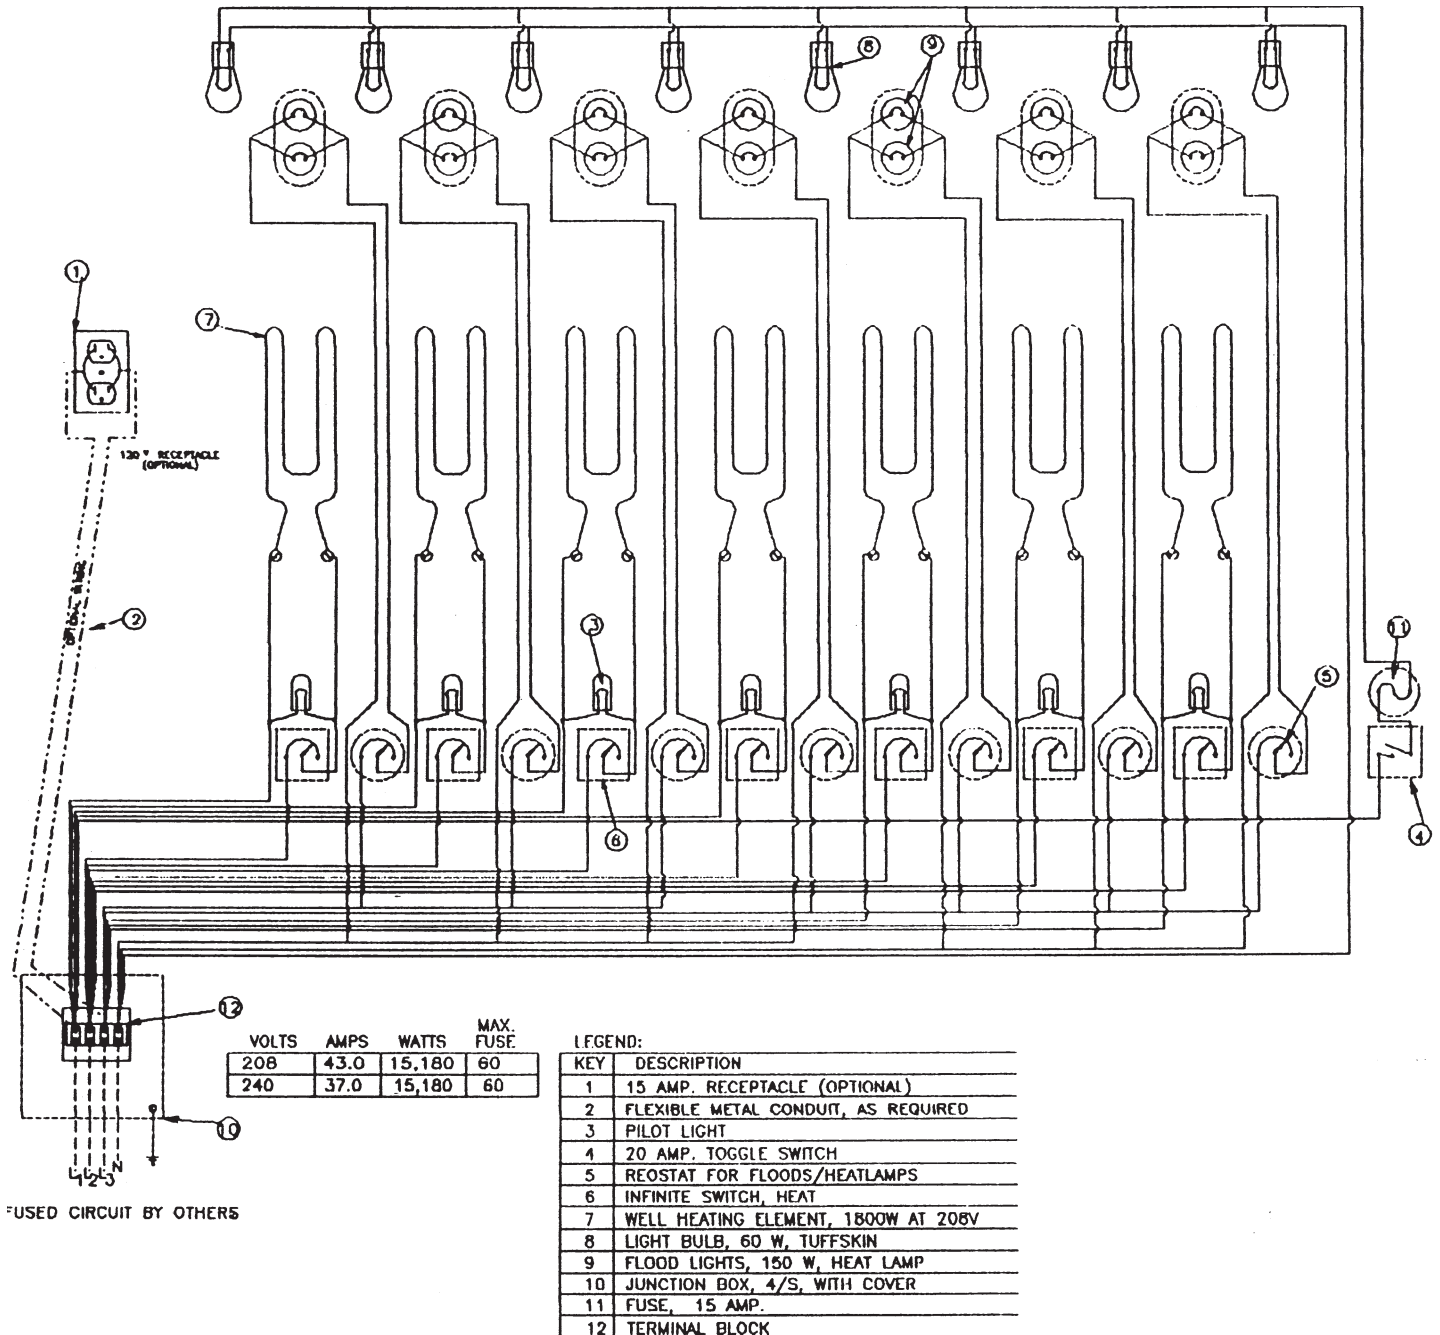 8
9
1
7
120 V RECEPTACLE
(OPTIONAL)
2
3
11
5
6
4
12
10
L1 L2 L3 N
FUSED CIRCUIT BY OTHERS
VOLTS AMPS WATTS MAX. FUSE
208 43.0 15,180 60
240 37.0 15,180 60
LEGEND:
KEY DESCRIPTION
1 15 AMP. RECEPTACLE (OPTIONAL)
2 FLEXIBLE METAL CONDUIT, AS REQUIRED
3 PILOT LIGHT
4 20 AMP. TOGGLE SWITCH
5 REOSTAT FOR FLOODS/HEATLAMPS
6 INFINITE SWITCH, HEAT
7 WELL HEATING ELEMENT, 1800W AT 208V
8 LIGHT BULB, 60 W, TUFFSKIN
9 FLOOD LIGHTS, 150 W, HEAT LAMP
10 JUNCTION BOX, 4/S, WITH COVER
11 FUSE, 15 AMP.
12 TERMINAL BLOCK